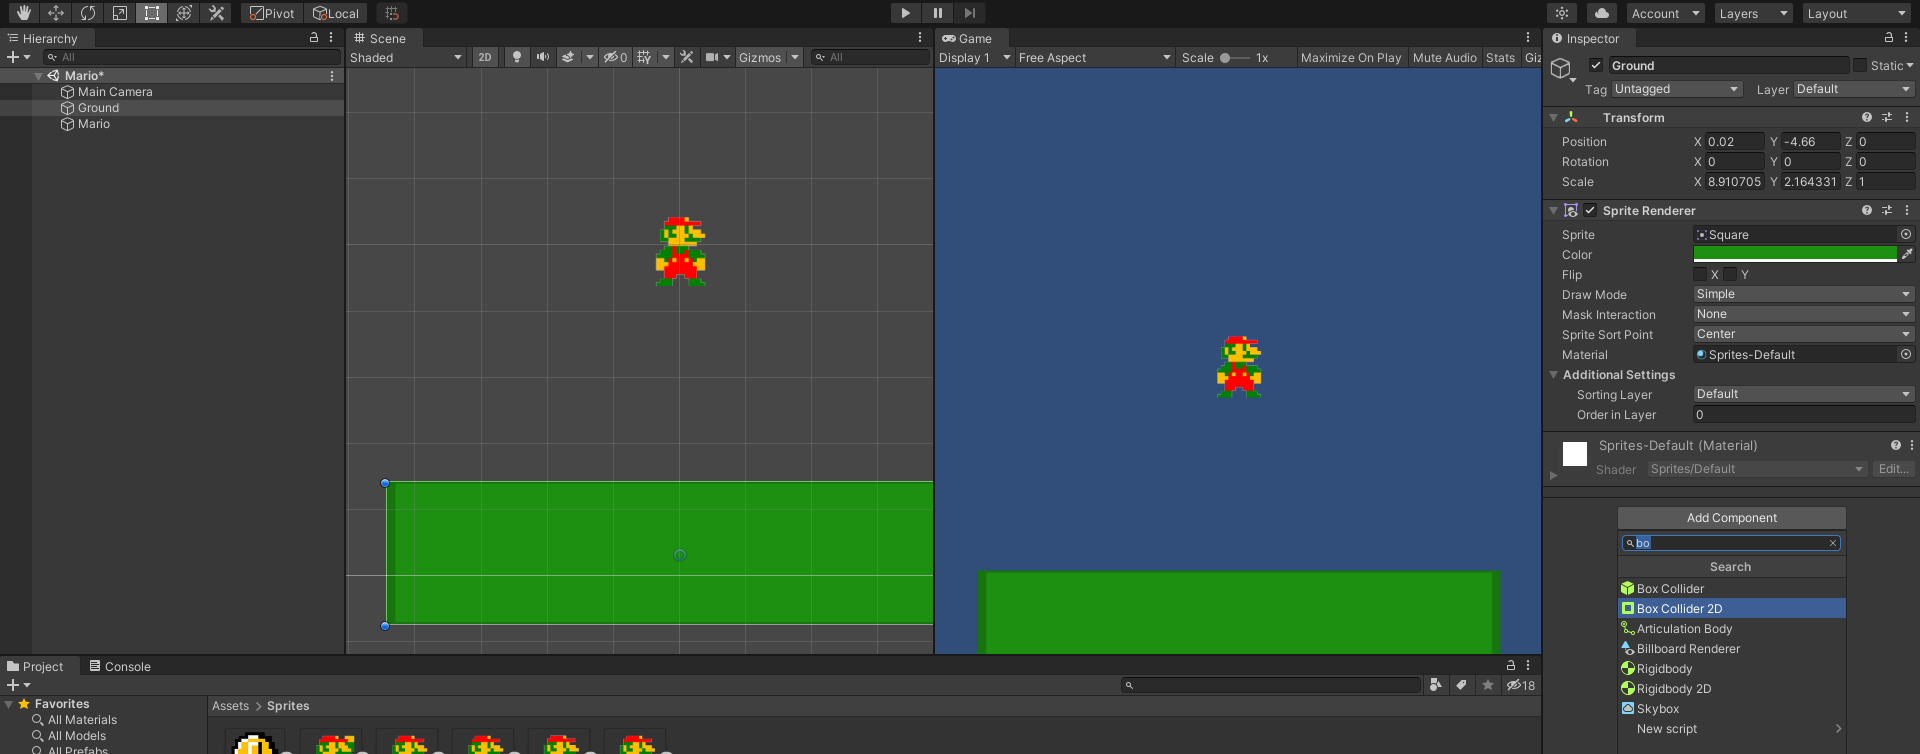 Pivot Local Account Layers Layout
Hierarchy
All
Mario*
Main Camera
Ground
Mario
Scene
Shaded 2D 0 Gizmos All
Game
Display 1 Free Aspect Scale 1x Maximize On Play Mute Audio Stats Giz
Inspector
Ground Static
Tag Untagged Layer Default
Transform
Position X 0.02 Y -4.66 Z 0
Rotation X 0 Y 0 Z 0
Scale X 8.910705 Y 2.164331 Z 1
Sprite Renderer
Sprite Square
Color
Flip X Y
Draw Mode Simple
Mask Interaction None
Sprite Sort Point Center
Material Sprites-Default
Additional Settings
Sorting Layer Default
Order in Layer 0
Sprites-Default (Material)
Shader Sprites/Default Edit...
Add Component
bo
Search
Box Collider
Box Collider 2D
Articulation Body
Billboard Renderer
Rigidbody
Rigidbody 2D
Skybox
New script
Project Console
18
Favorites
All Materials
All Models
All Prefabs
Assets > Sprites